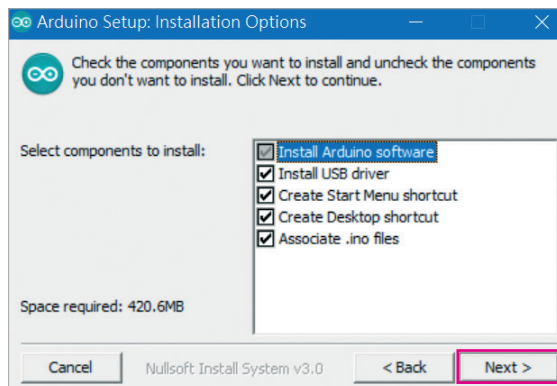 Arduino Setup: Installation Options
Check the components you want to install and uncheck the components
you don't want to install. Click Next to continue.
Select components to install:
Install Arduino software
Install USB driver
Create Start Menu shortcut
Create Desktop shortcut
Associate .ino files
Space required: 420.6MB
Cancel
Nullsoft Install System v3.0
< Back
Next >